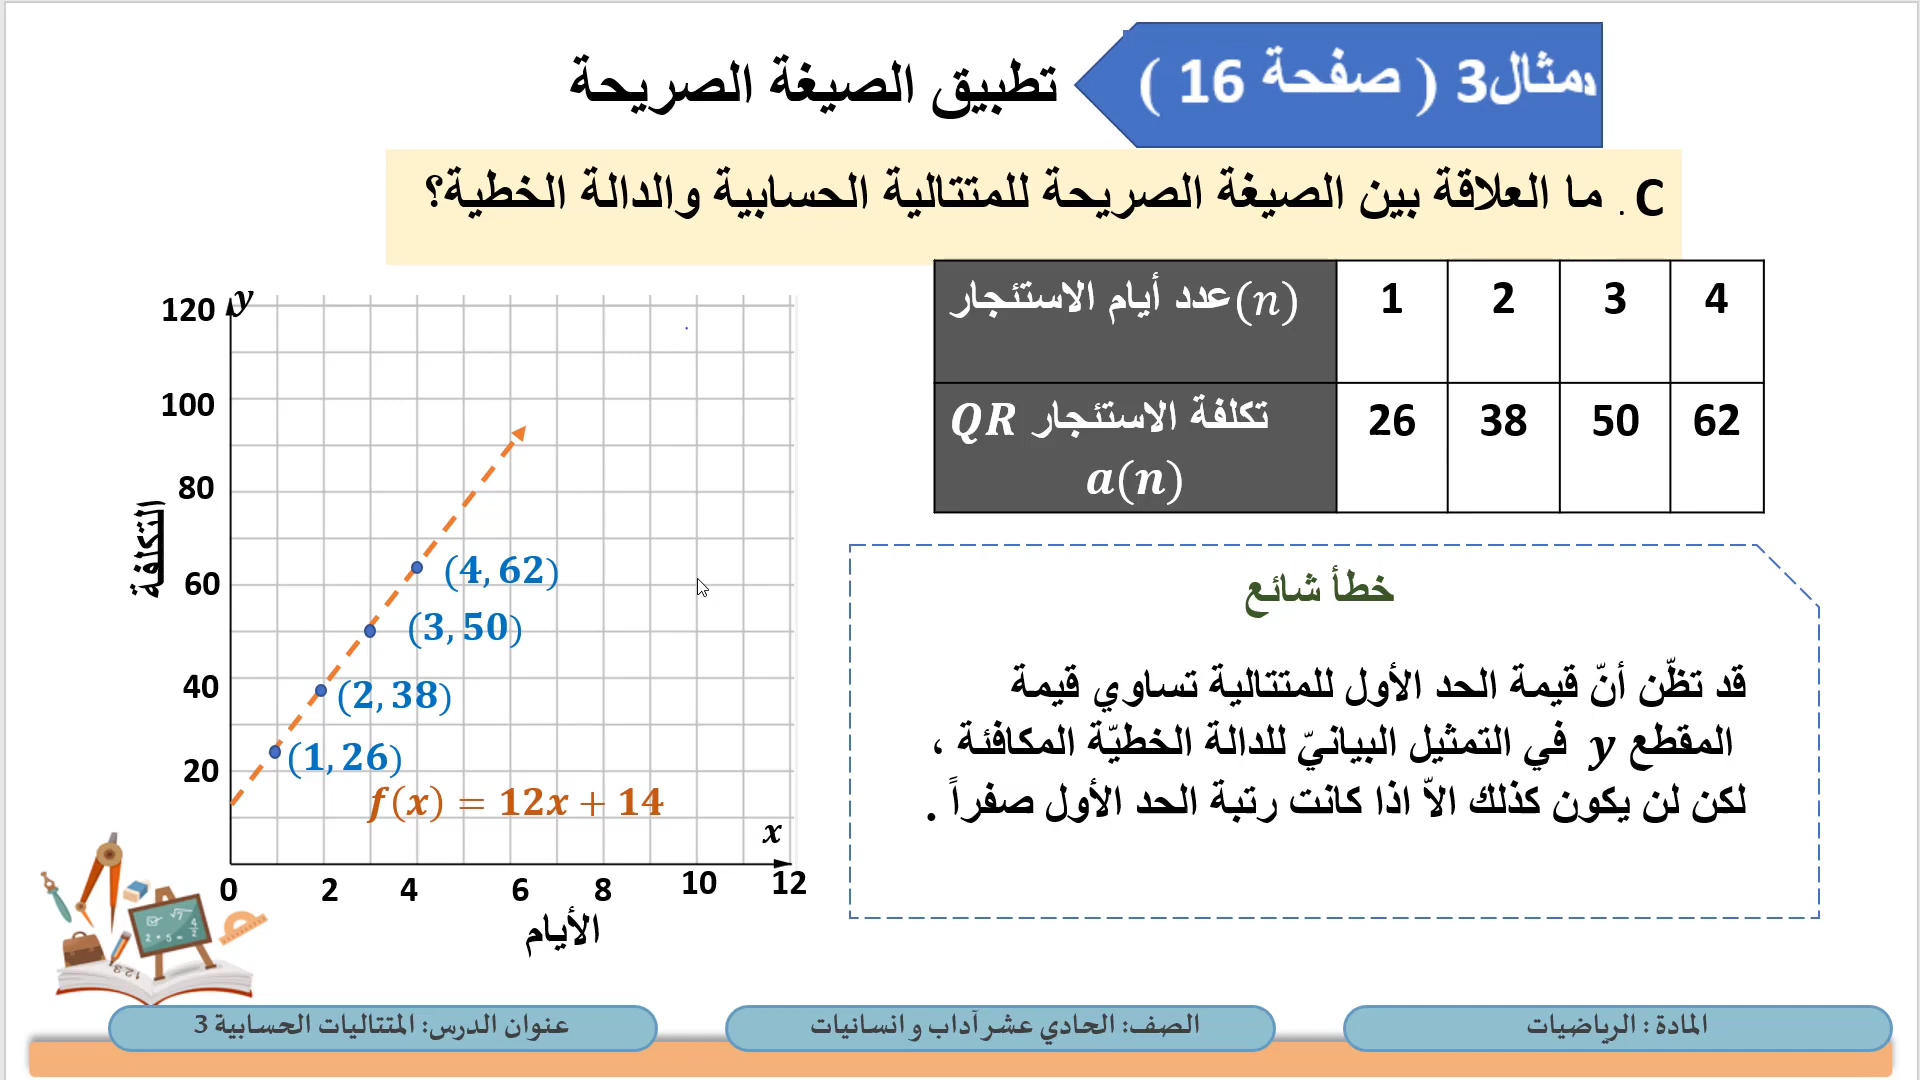 مثال3 ( صفحة 16 )
تطبيق الصيغة الصريحة
C . ما العلاقة بين الصيغة الصريحة للمتتالية الحسابية والدالة الخطية؟
عدد أيام الاستئجار(n) 1 2 3 4
تكلفة الاستئجار QR 26 38 50 62
a(n)
خطأ شائع
قد تظّن أنّ قيمة الحد الأول للمتتالية تساوي قيمة
المقطع y في التمثيل البيانيّ للدالة الخطيّة المكافئة ،
لكن لن يكون كذلك الاّ اذا كانت رتبة الحد الأول صفراً .
y
120
100
80
60
40
20
التكلفة
(4, 62)
(3, 50)
(2, 38)
(1, 26)
f(x) = 12x + 14
x
0 2 4 6 8 10 12
الأيام
المادة : الرياضيات
الصف: الحادي عشر آداب و انسانيات
عنوان الدرس: المتتاليات الحسابية 3